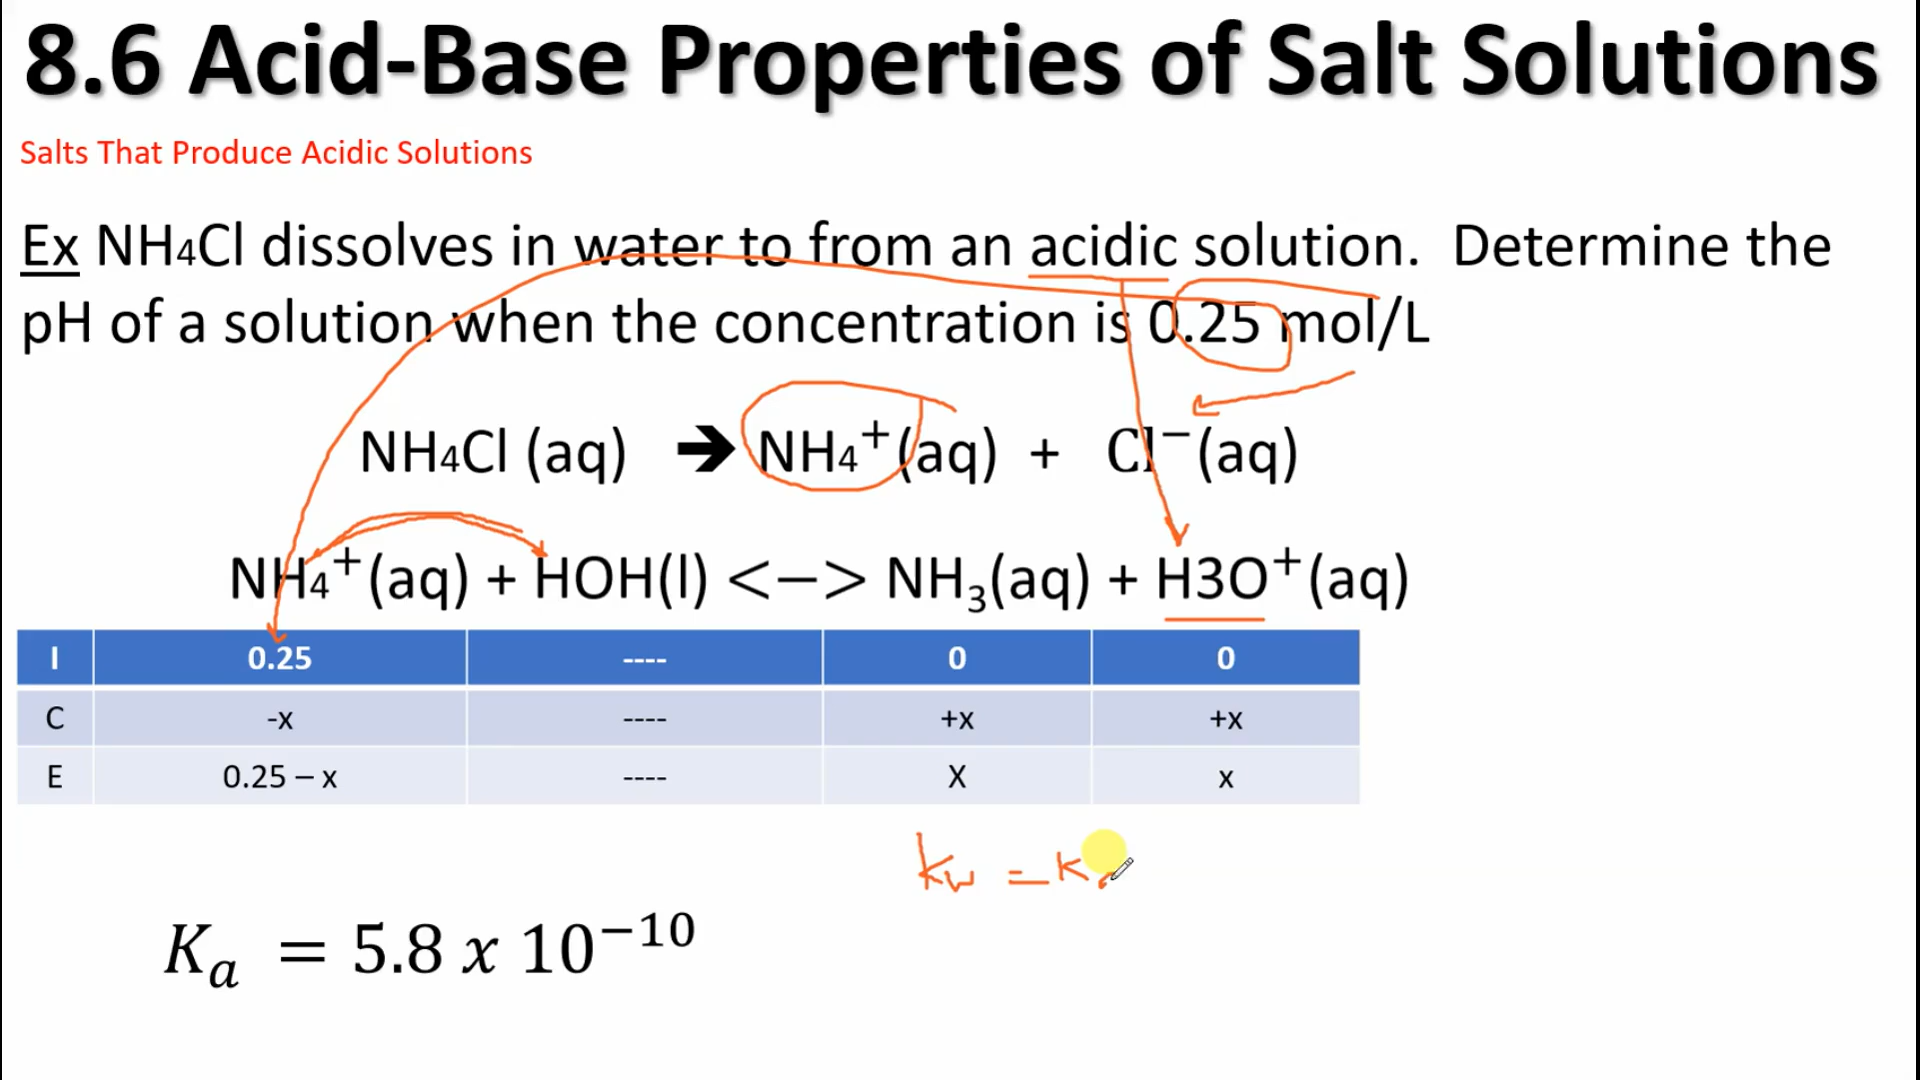 8.6 Acid-Base Properties of Salt Solutions
Salts That Produce Acidic Solutions
Ex NH4Cl dissolves in water to from an acidic solution. Determine the
pH of a solution when the concentration is 0.25 mol/L
NH₄Cl (aq) ➔ NH₄⁺(aq) + Cl⁻(aq)
NH₄⁺(aq) + HOH(l) <−> NH₃(aq) + H3O⁺(aq)
I 0.25 ---- 0 0
C -x ---- +x +x
E 0.25 – x ---- X x
kw = K
Kₐ = 5.8 x 10⁻¹⁰